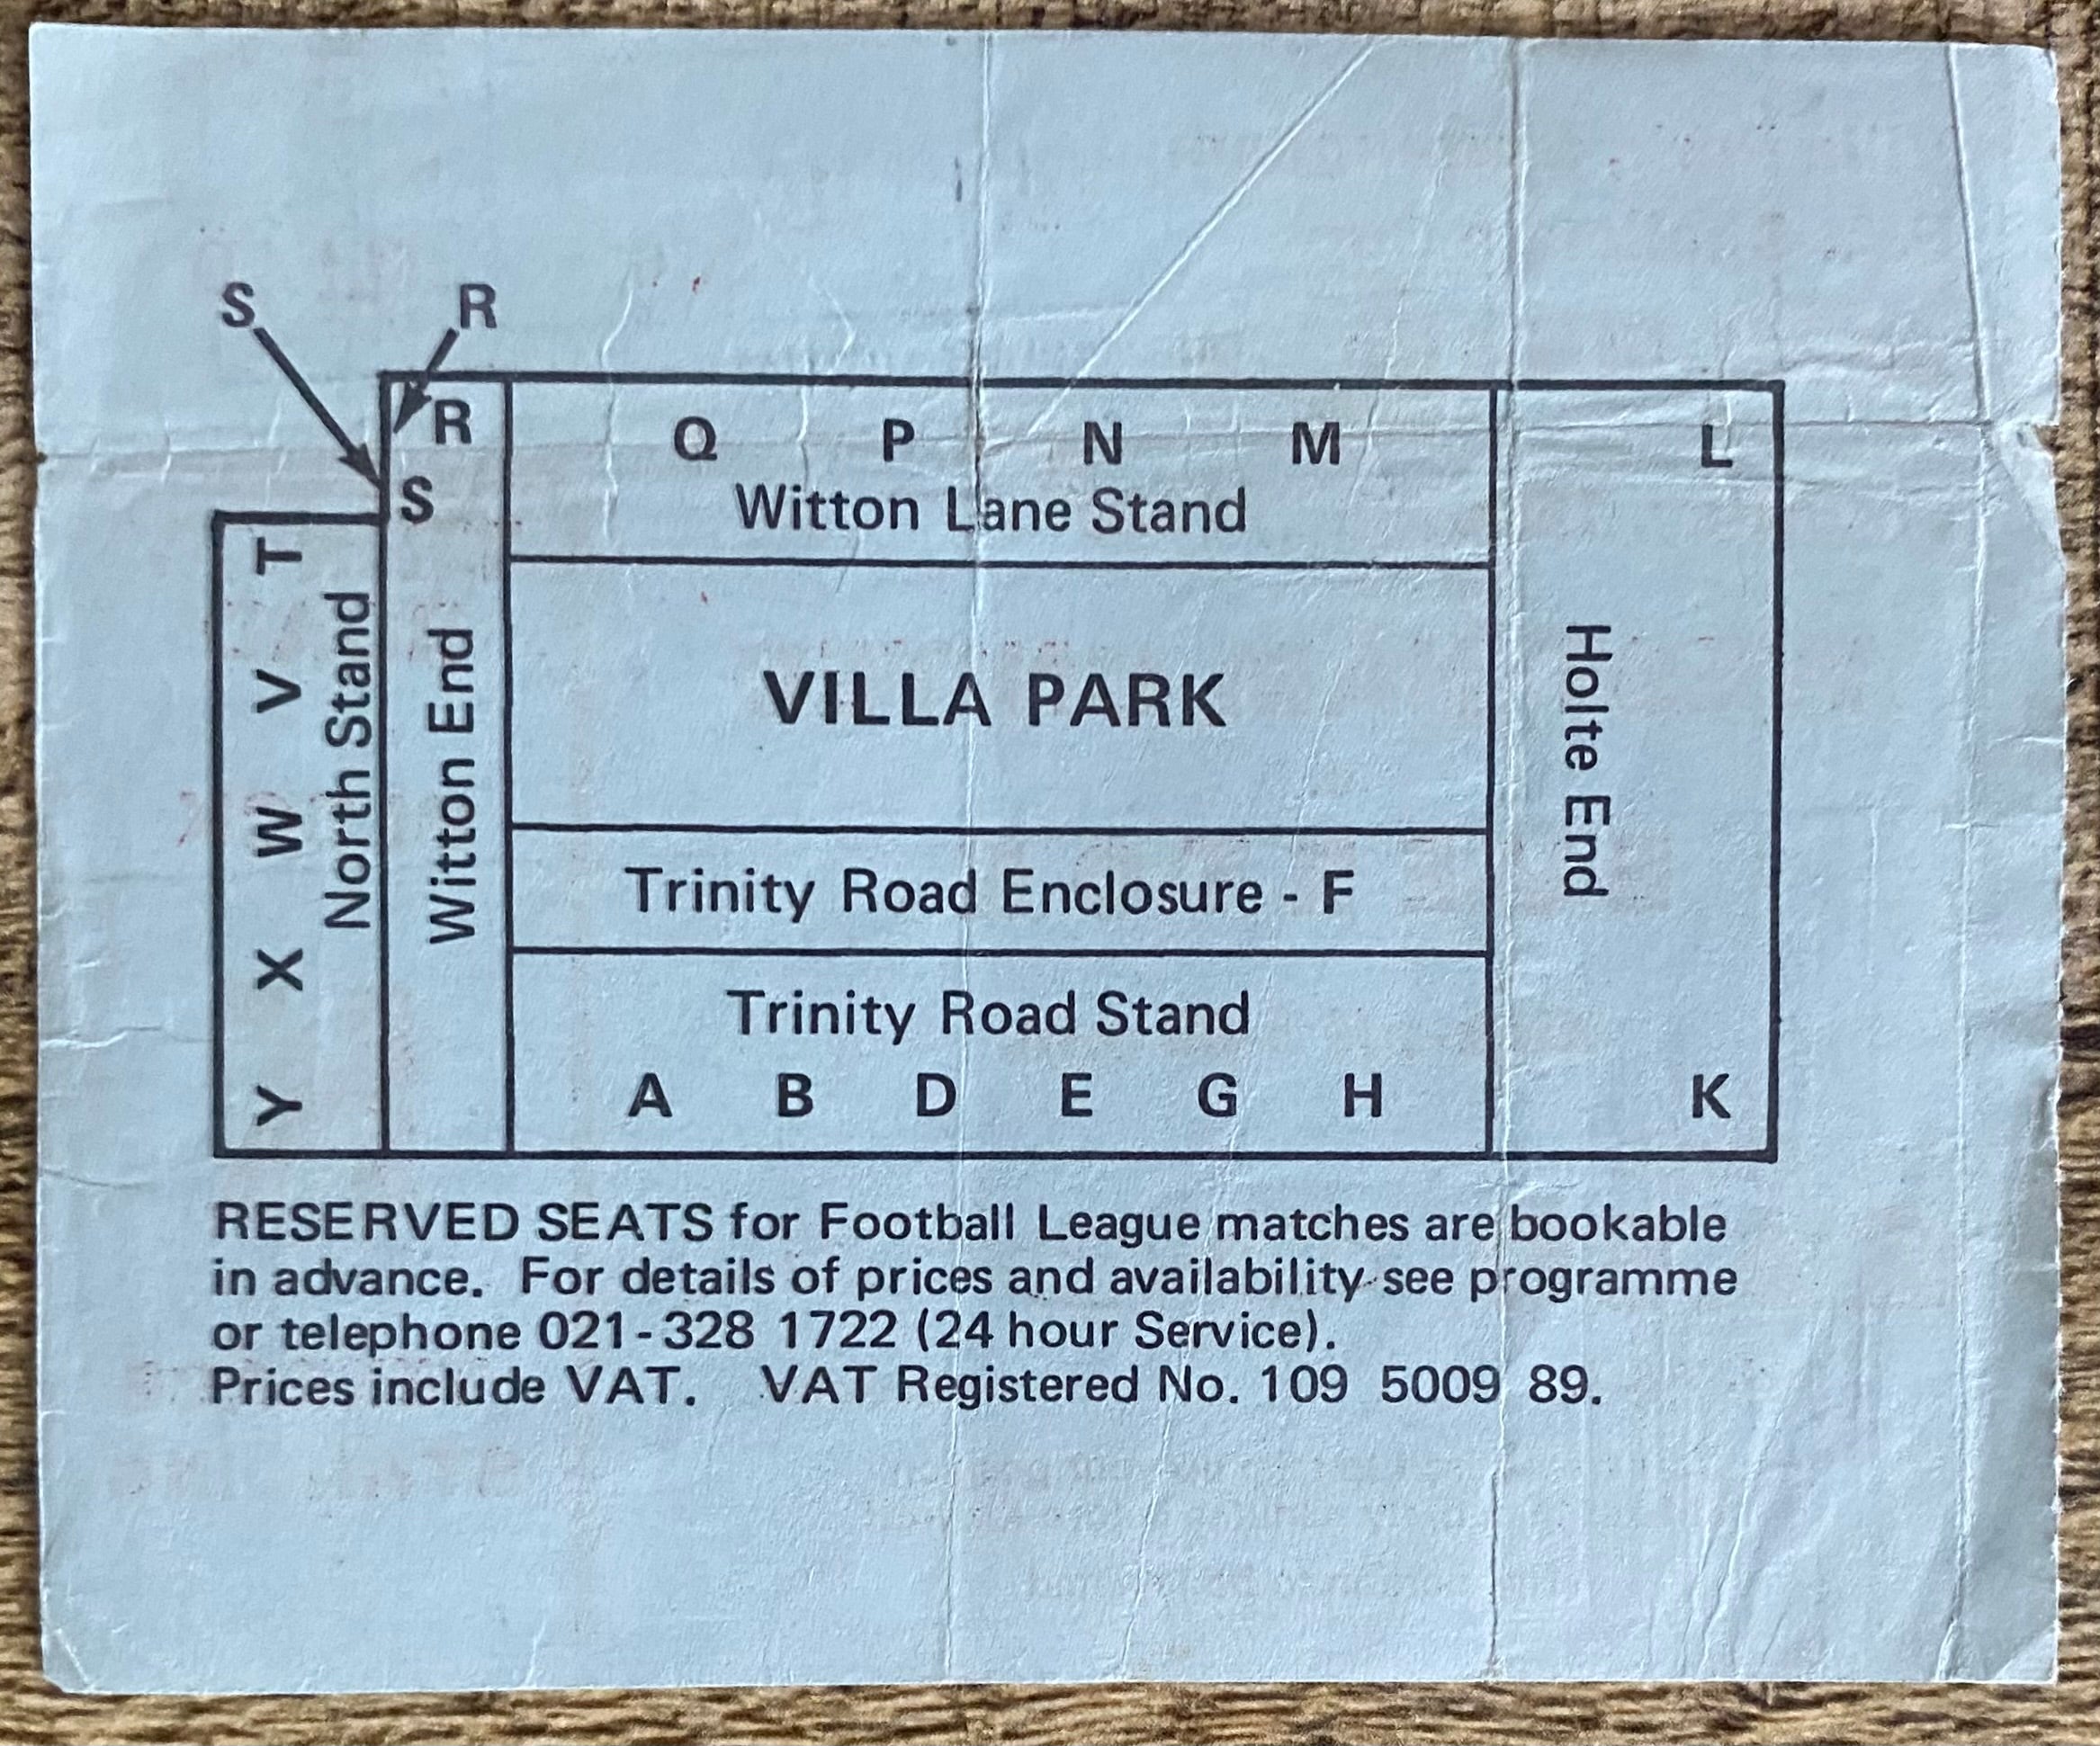 S R
R
S
Q P N M
Witton Lane Stand
L
T
V
W
X
Y
North Stand
Witton End
VILLA PARK
Holte End
Trinity Road Enclosure - F
Trinity Road Stand
A B D E G H
K
RESERVED SEATS for Football League matches are bookable
in advance. For details of prices and availability see programme
or telephone 021-328 1722 (24 hour Service).
Prices include VAT. VAT Registered No. 109 5009 89.